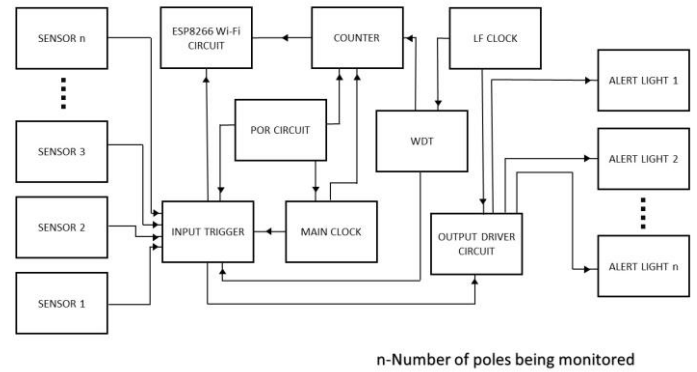 SENSOR n
ESP8266 Wi-Fi
CIRCUIT
COUNTER
LF CLOCK
ALERT LIGHT 1
POR CIRCUIT
WDT
SENSOR 3
ALERT LIGHT 2
SENSOR 2
INPUT TRIGGER
MAIN CLOCK
OUTPUT DRIVER
CIRCUIT
ALERT LIGHT n
SENSOR 1
n-Number of poles being monitored